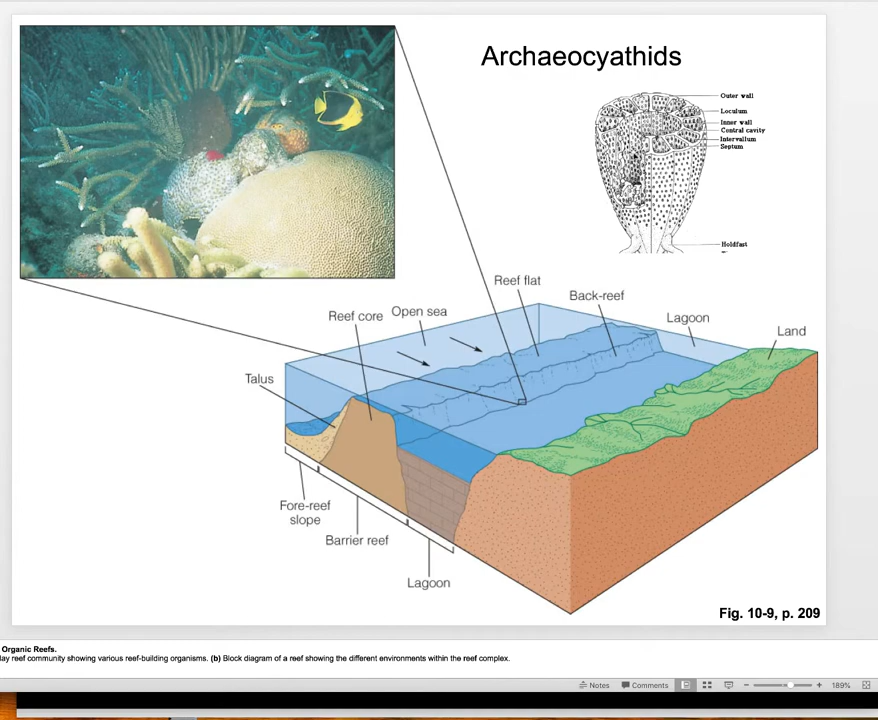 Archaeocyathids
Outer wall
Loculum
Inner wall
Central cavity
Intervallum
Septum
Holdfast
Reef flat
Back-reef
Reef core
Open sea
Lagoon
Land
Talus
Fore-reef
slope
Barrier reef
Lagoon
Fig. 10-9, p. 209
Organic Reefs.
reef community showing various reef-building organisms. (b) Block diagram of a reef showing the different environments within the reef complex.
Notes
Comments
189%